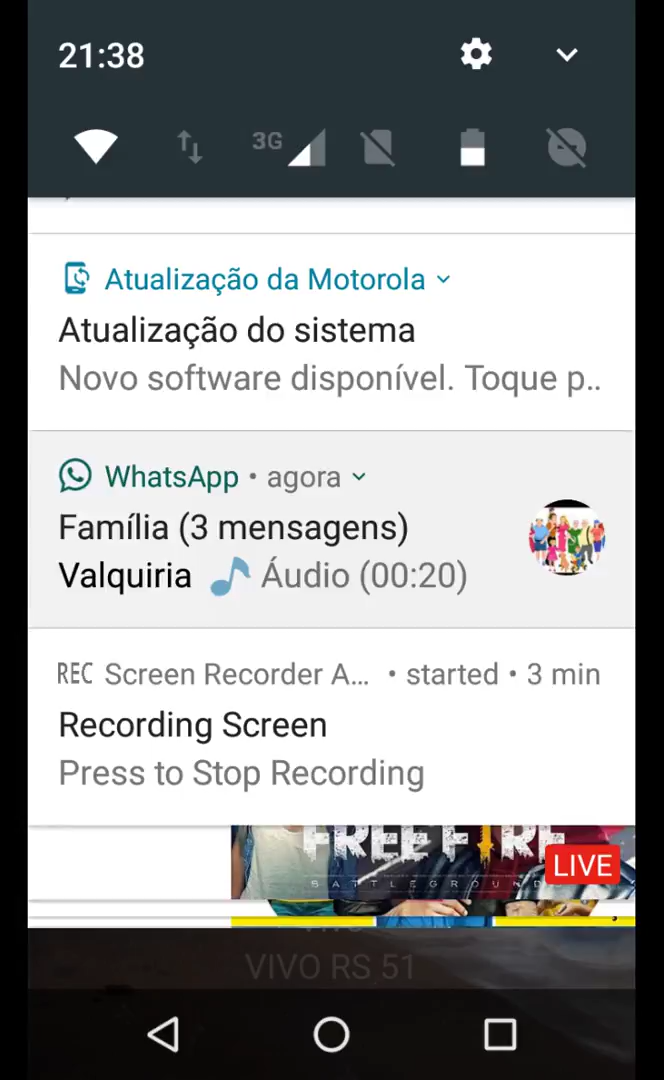 21:38
3G
Atualização da Motorola
Atualização do sistema
Novo software disponível. Toque p..
WhatsApp • agora
Família (3 mensagens)
Valquiria 🎵 Áudio (00:20)
REC Screen Recorder A... • started • 3 min
Recording Screen
Press to Stop Recording
FREE FIRE
BATTLEGROUNDS
LIVE
VIVO RS 51